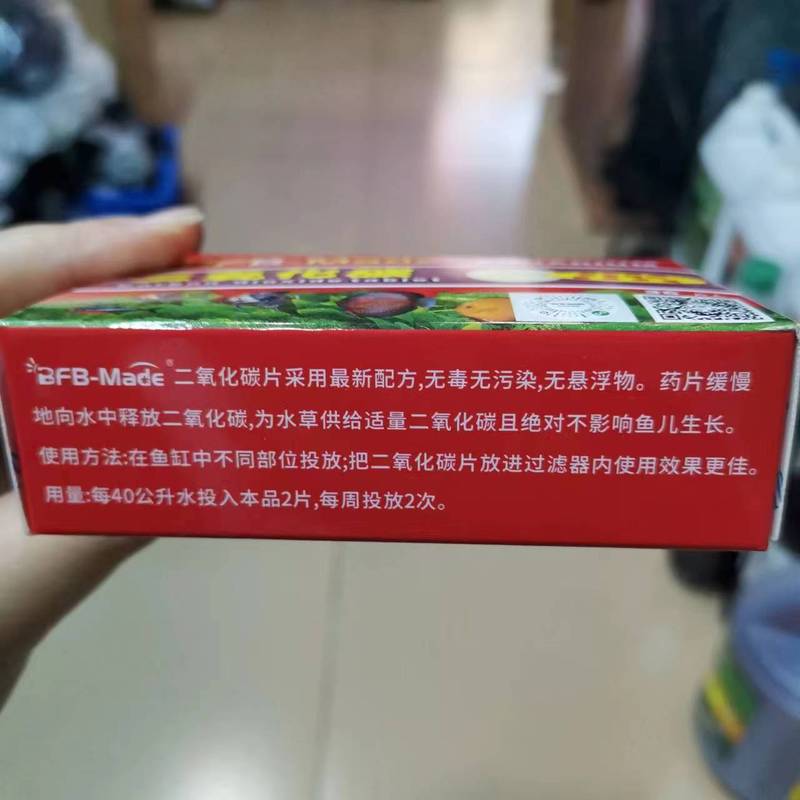 氧化碳
dioxide tablet
BFB-Made® 二氧化碳片采用最新配方,无毒无污染,无悬浮物。药片缓慢
地向水中释放二氧化碳,为水草供给适量二氧化碳且绝对不影响鱼儿生长。
使用方法:在鱼缸中不同部位投放;把二氧化碳片放进过滤器内使用效果更佳。
用量:每40公升水投入本品2片,每周投放2次。